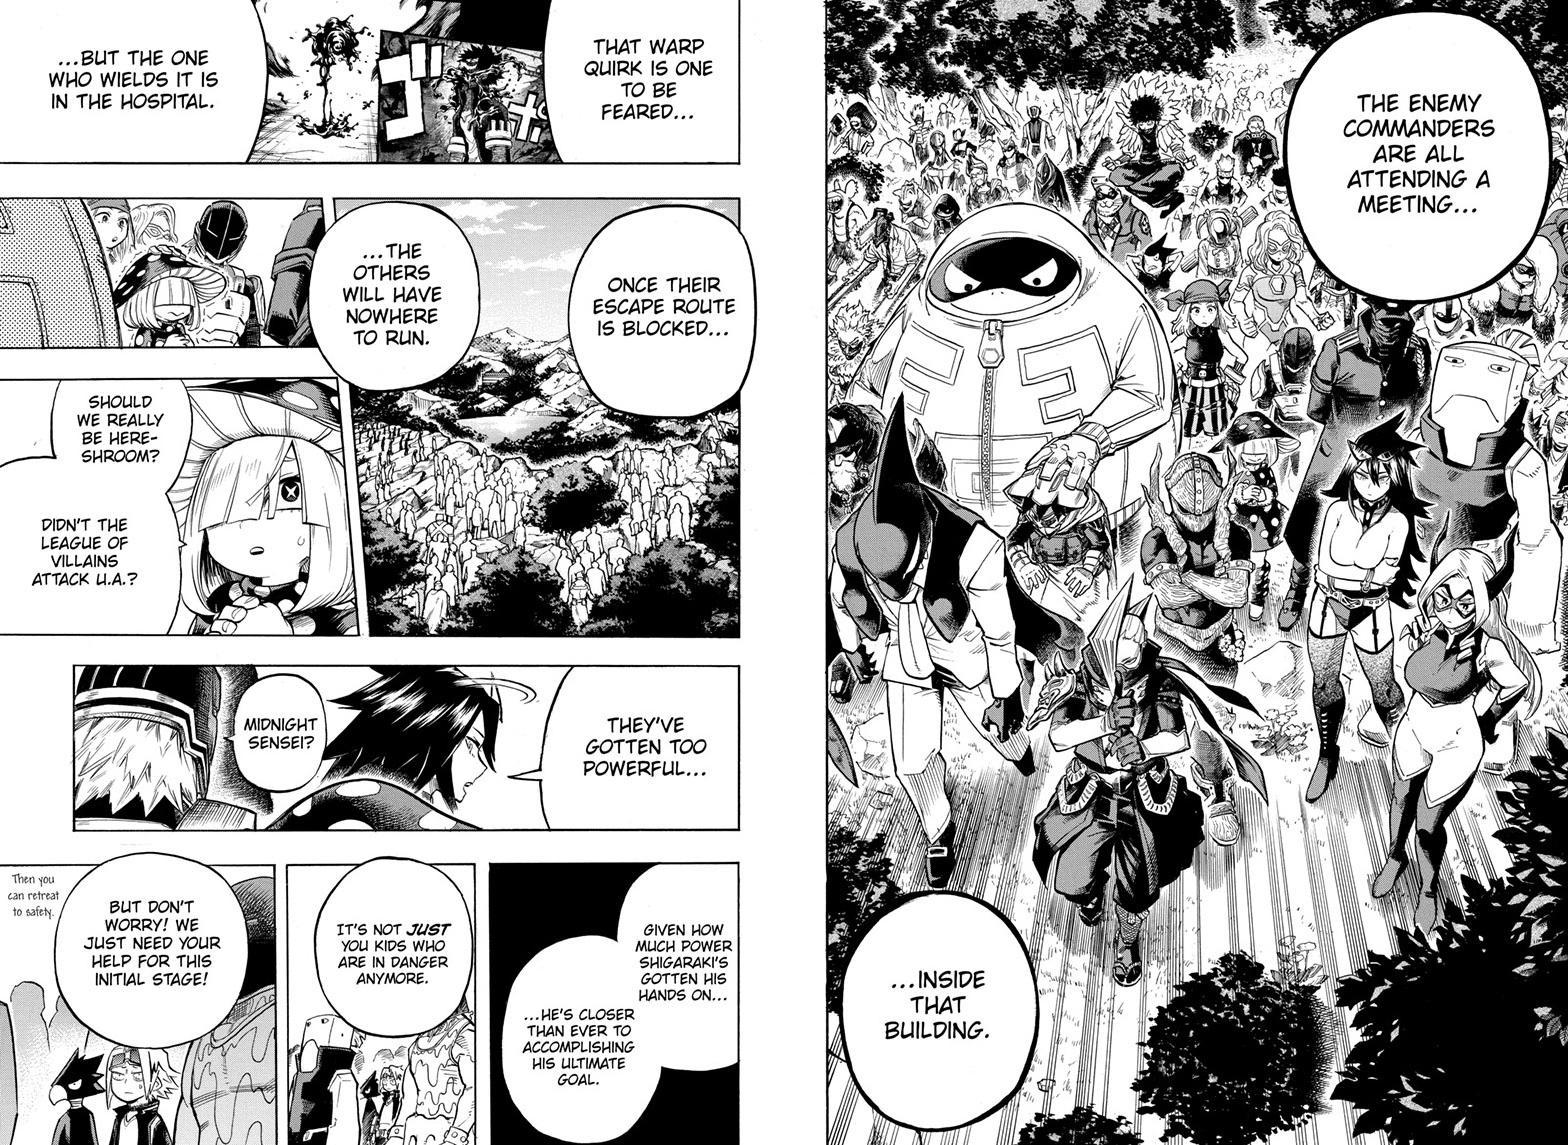 THE ENEMY
COMMANDERS
ARE ALL
ATTENDING A
MEETING...
...INSIDE
THAT
BUILDING.
THAT WARP
QUIRK IS ONE
TO BE
FEARED...
...BUT THE ONE
WHO WIELDS IT IS
IN THE HOSPITAL.
ONCE THEIR
ESCAPE ROUTE
IS BLOCKED...
...THE
OTHERS
WILL HAVE
NOWHERE
TO RUN.
SHOULD
WE REALLY
BE HERE-
SHROOM?
DIDN'T THE
LEAGUE OF
VILLAINS
ATTACK U.A.?
THEY'VE
GOTTEN TOO
POWERFUL...
MIDNIGHT
SENSEI?
GIVEN HOW
MUCH POWER
SHIGARAKI'S
GOTTEN HIS
HANDS ON...
...HE'S CLOSER
THAN EVER TO
ACCOMPLISHING
HIS ULTIMATE
GOAL.
IT'S NOT JUST
YOU KIDS WHO
ARE IN DANGER
ANYMORE.
BUT DON'T
WORRY! WE
JUST NEED YOUR
HELP FOR THIS
INITIAL STAGE!
Then you
can retreat
to safety.